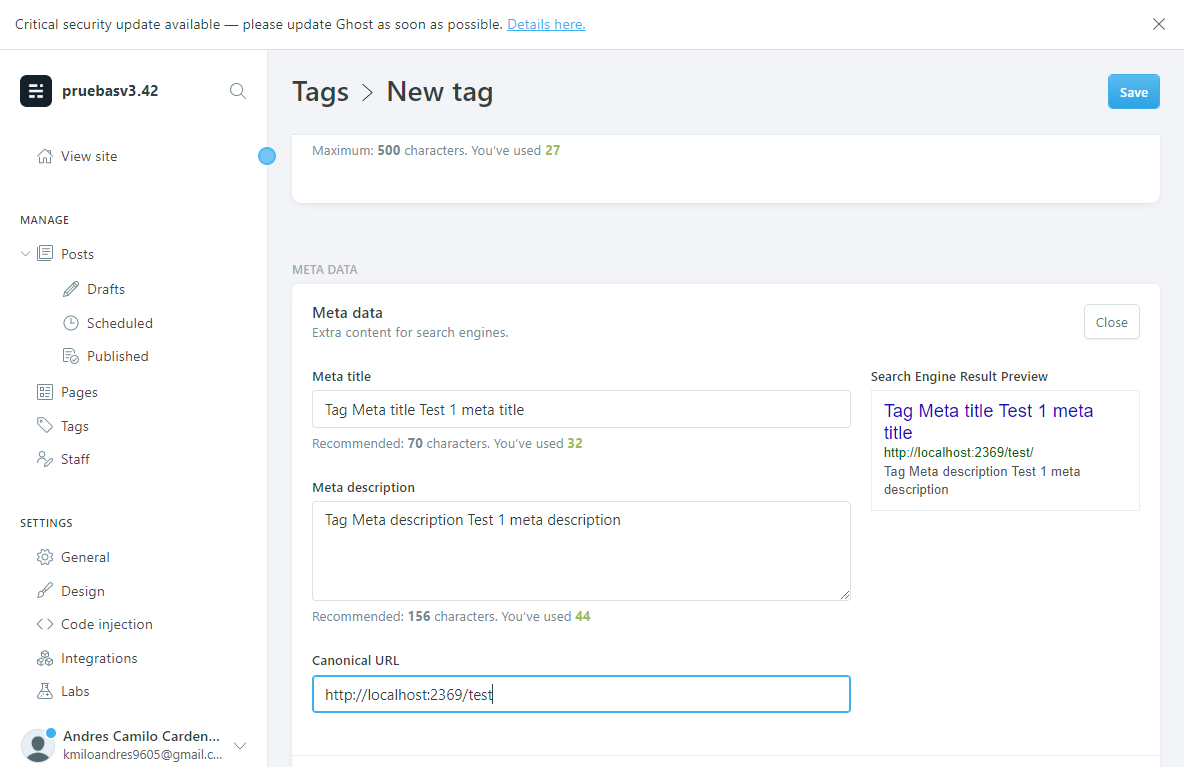 Critical security update available — please update Ghost as soon as possible. Details here.
pruebasv3.42
View site
MANAGE
Posts
Drafts
Scheduled
Published
Pages
Tags
Staff
SETTINGS
General
Design
Code injection
Integrations
Labs
Andres Camilo Carden...
kmiloandres9605@gmail.c...
Tags > New tag
Save
Maximum: 500 characters. You’ve used 27
META DATA
Meta data
Extra content for search engines.
Close
Meta title
Tag Meta title Test 1 meta title
Recommended: 70 characters. You’ve used 32
Meta description
Tag Meta description Test 1 meta description
Recommended: 156 characters. You’ve used 44
Canonical URL
http://localhost:2369/test
Search Engine Result Preview
Tag Meta title Test 1 meta
title
http://localhost:2369/test/
Tag Meta description Test 1 meta
description